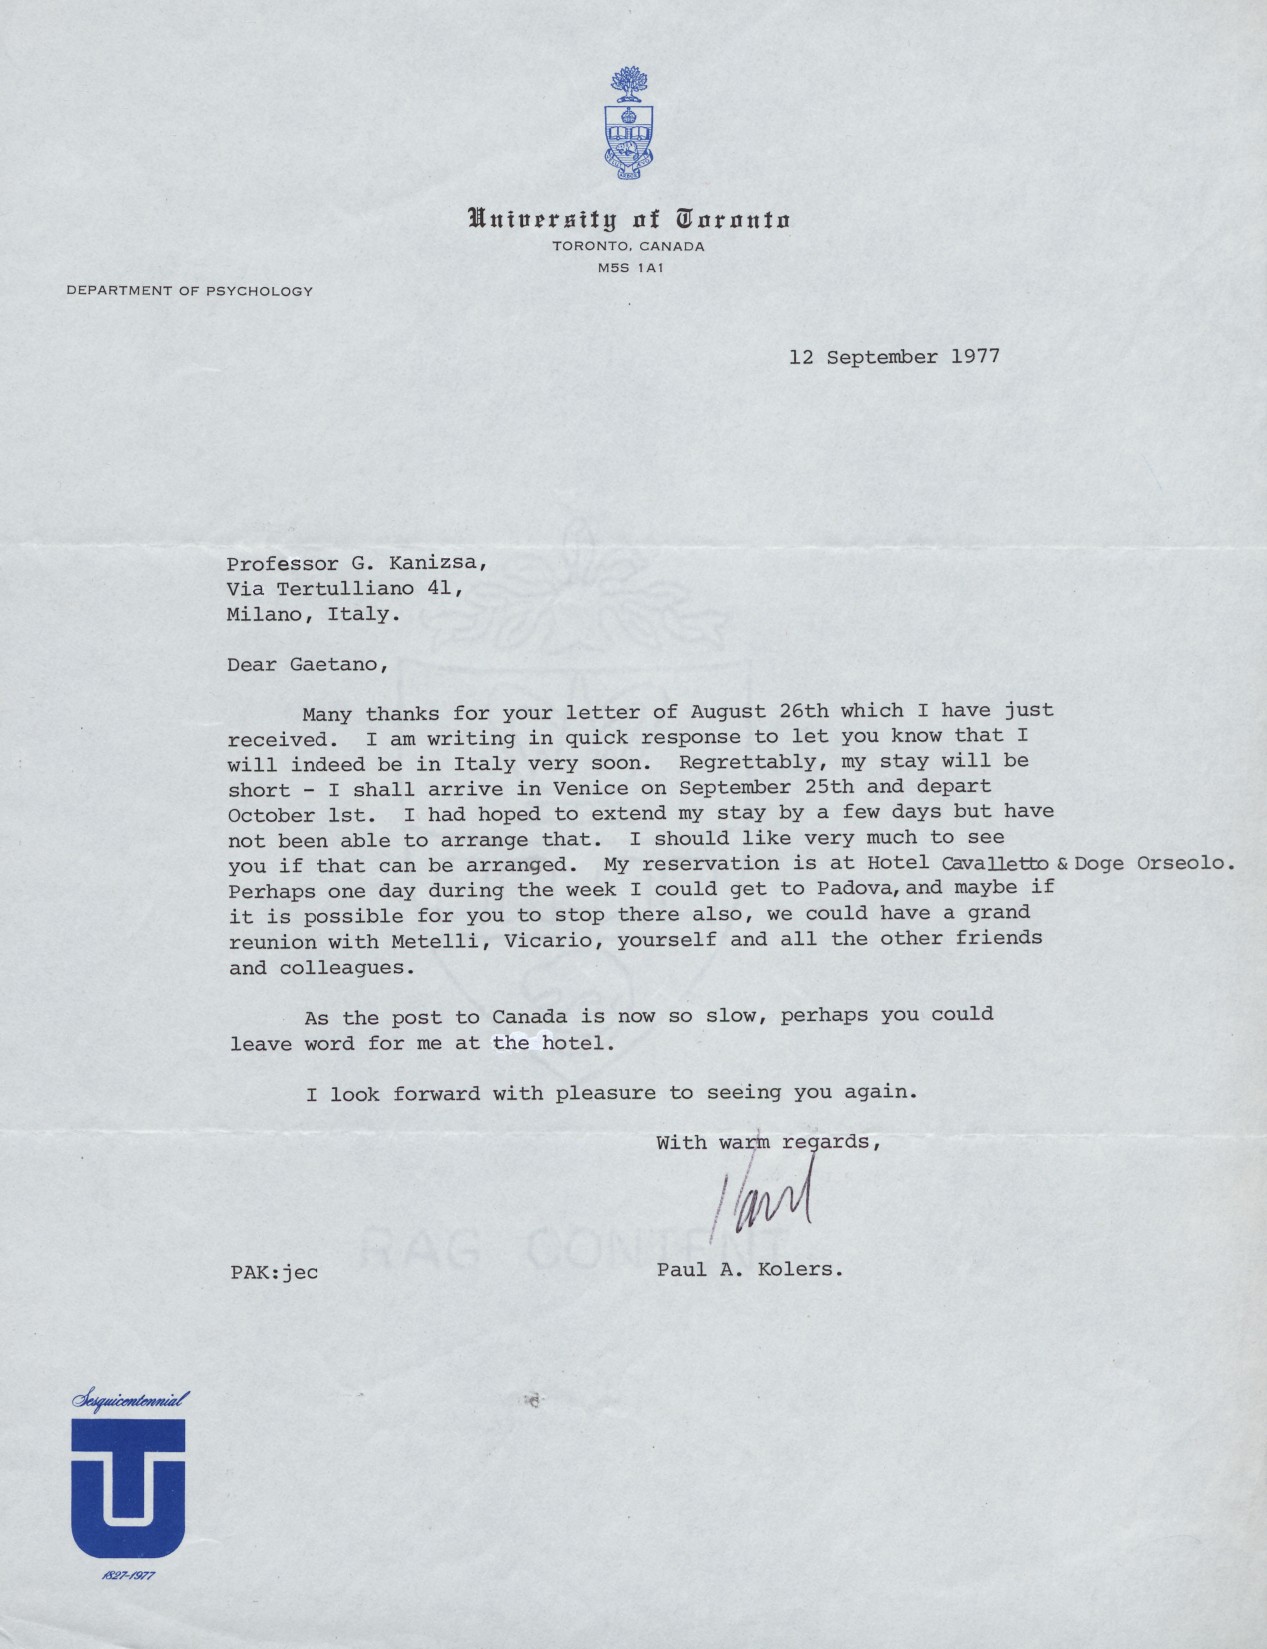 University of Toronto
TORONTO, CANADA
M5S 1A1
DEPARTMENT OF PSYCHOLOGY
12 September 1977
Professor G. Kanizsa,
Via Tertulliano 41,
Milano, Italy.
Dear Gaetano,
Many thanks for your letter of August 26th which I have just
received. I am writing in quick response to let you know that I
will indeed be in Italy very soon. Regrettably, my stay will be
short - I shall arrive in Venice on September 25th and depart
October 1st. I had hoped to extend my stay by a few days but have
not been able to arrange that. I should like very much to see
you if that can be arranged. My reservation is at Hotel Cavalletto & Doge Orseolo.
Perhaps one day during the week I could get to Padova, and maybe if
it is possible for you to stop there also, we could have a grand
reunion with Metelli, Vicario, yourself and all the other friends
and colleagues.
As the post to Canada is now so slow, perhaps you could
leave word for me at the hotel.
I look forward with pleasure to seeing you again.
With warm regards,
Paul
RAG CONTENT
PAK:jec
Paul A. Kolers.
Sesquicentennial
UT
1827-1977